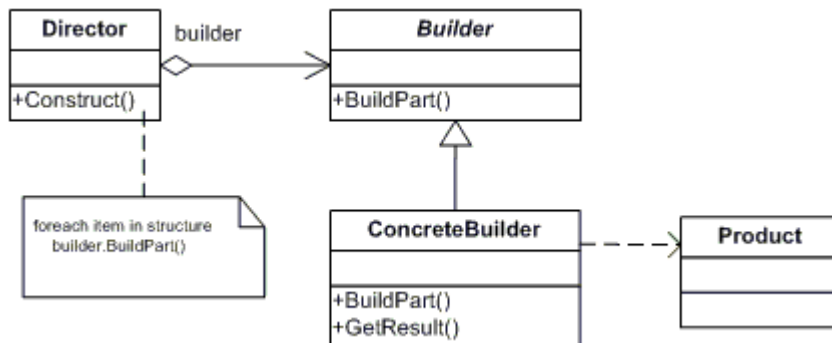 Director
builder
Builder
+Construct()
+BuildPart()
foreach item in structure
builder.BuildPart()
ConcreteBuilder
Product
+BuildPart()
+GetResult()